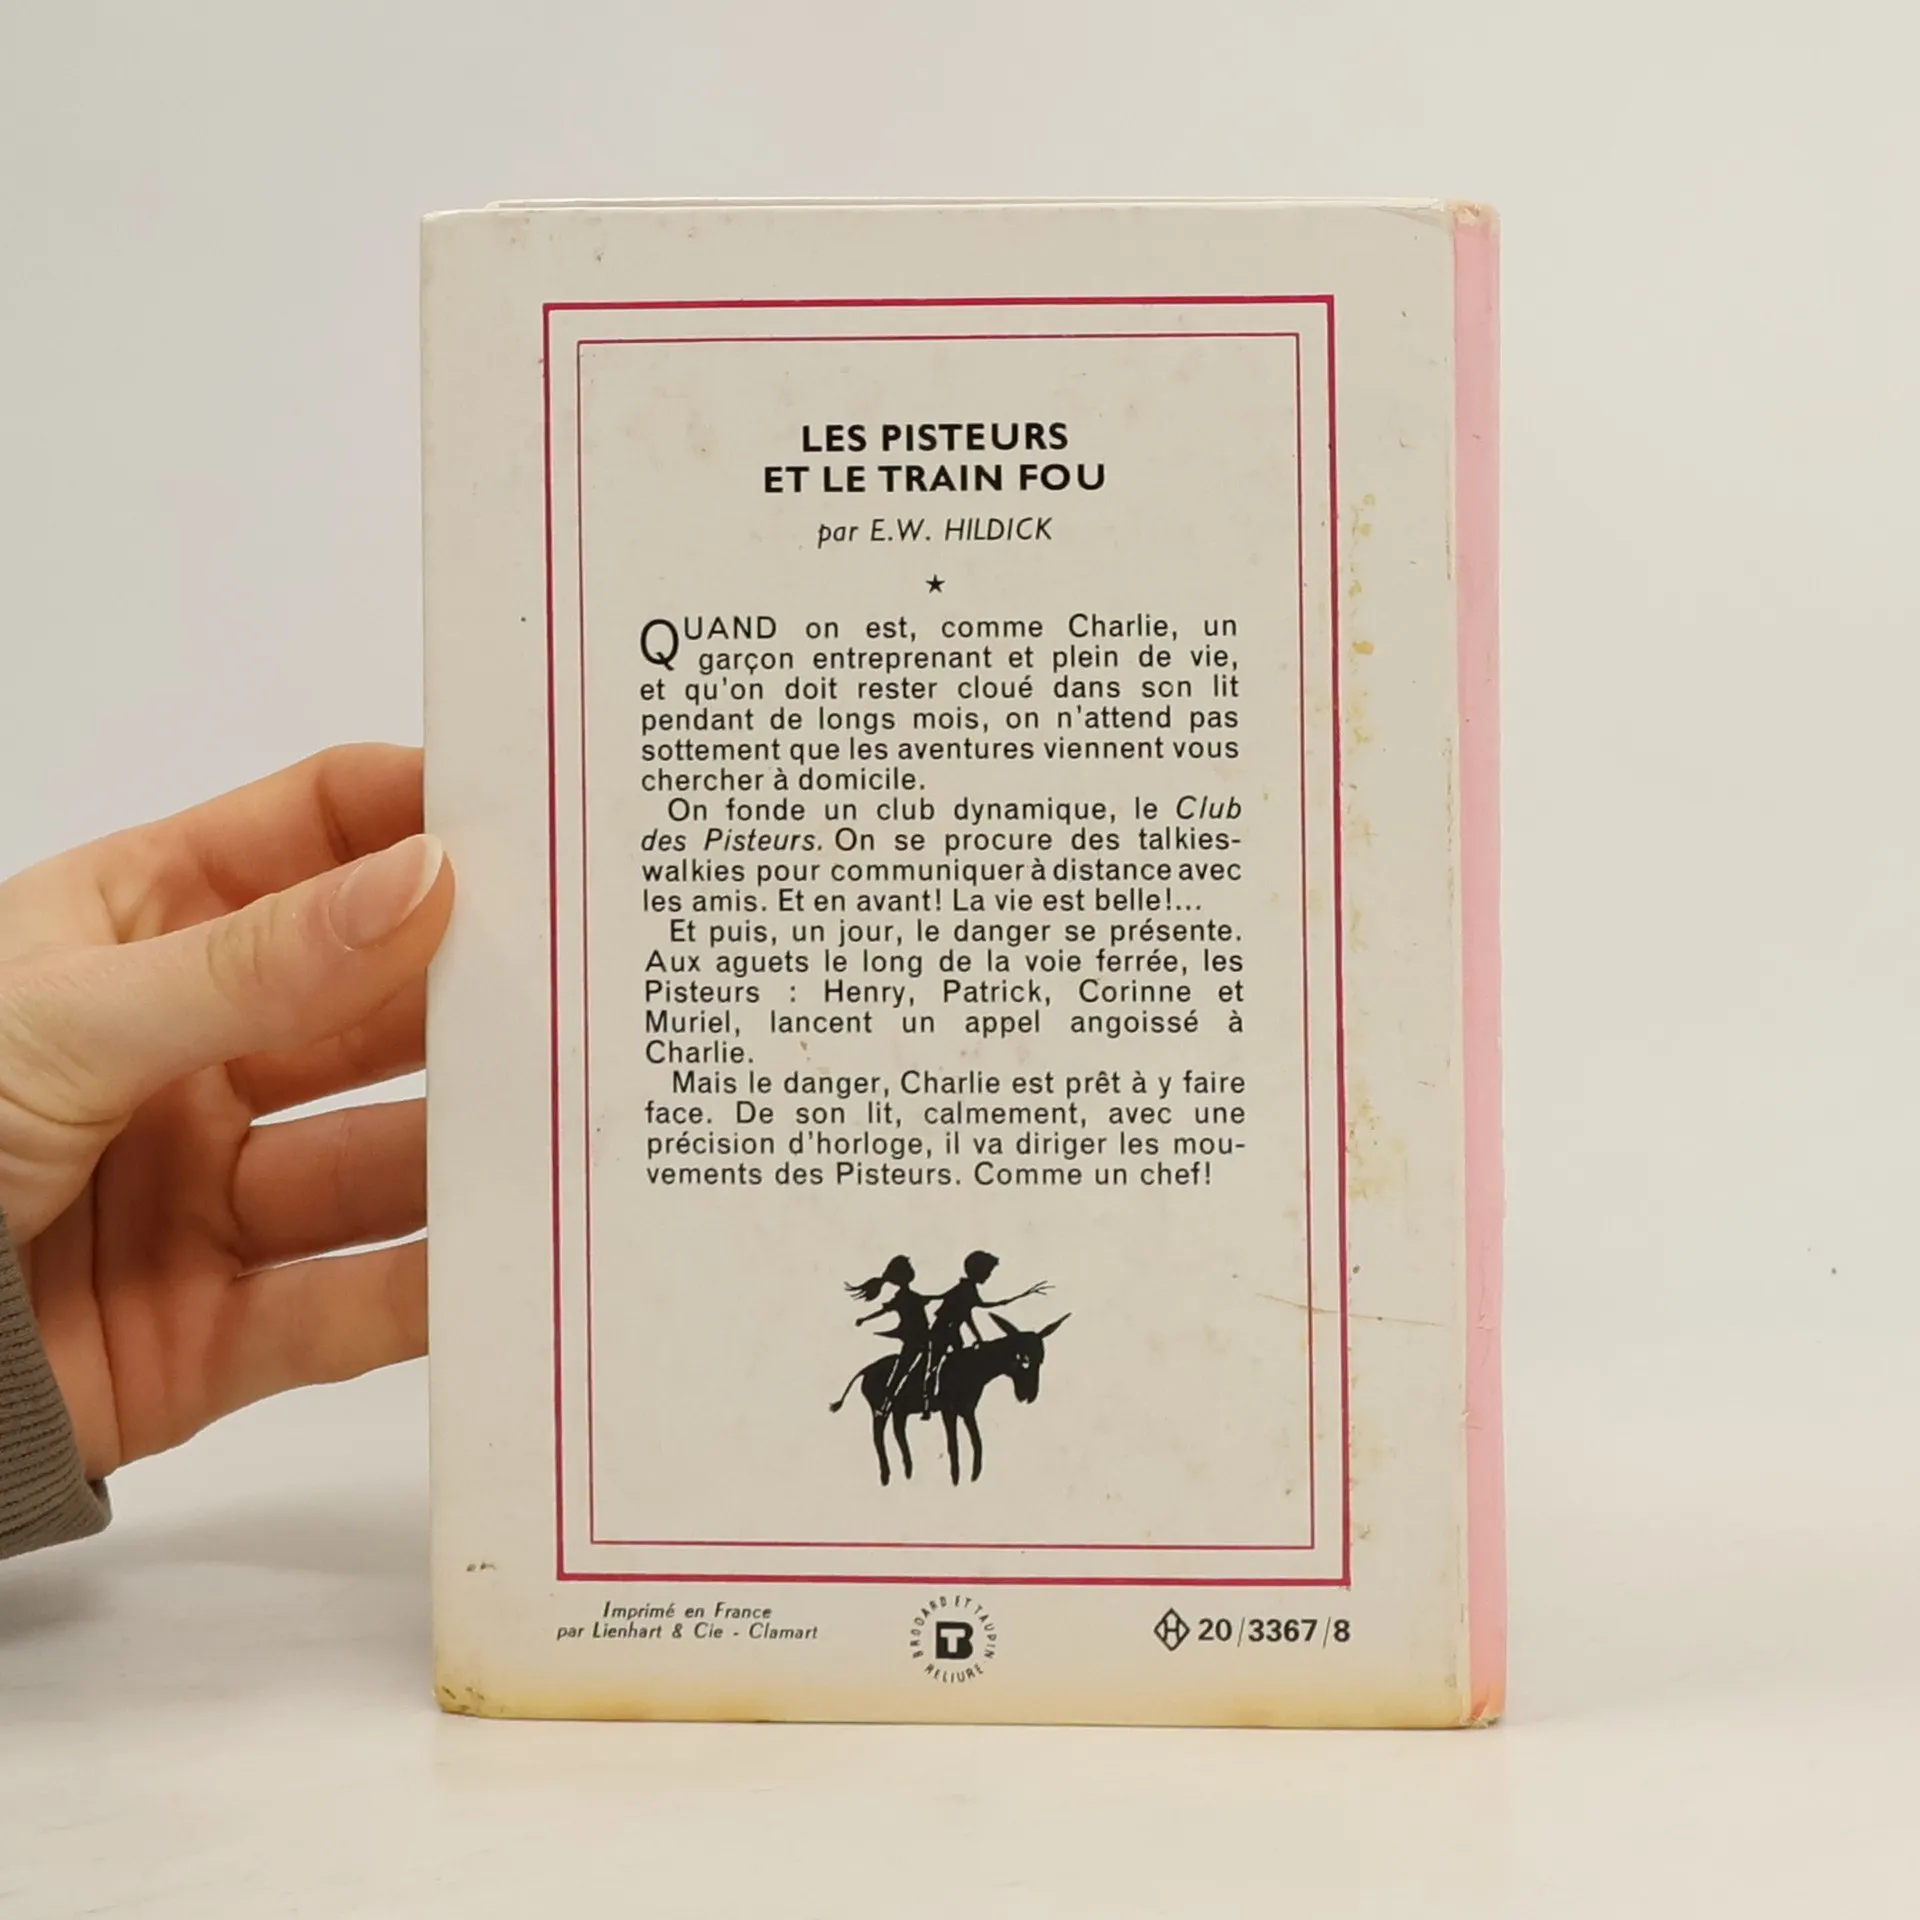 LES PISTEURS
ET LE TRAIN FOU
par E.W. HILDICK
★
QUAND on est, comme Charlie, un
garçon entreprenant et plein de vie,
et qu'on doit rester cloué dans son lit
pendant de longs mois, on n'attend pas
sottement que les aventures viennent vous
chercher à domicile.
On fonde un club dynamique, le Club
des Pisteurs. On se procure des talkies-
walkies pour communiquer à distance avec
les amis. Et en avant! La vie est belle!...
Et puis, un jour, le danger se présente.
Aux aguets le long de la voie ferrée, les
Pisteurs : Henry, Patrick, Corinne et
Muriel, lancent un appel angoissé à
Charlie.
Mais le danger, Charlie est prêt à y faire
face. De son lit, calmement, avec une
précision d'horloge, il va diriger les mou-
vements des Pisteurs. Comme un chef!
Imprimé en France
par Lienhart & Cie - Clamart
BRODARD ET TAUPIN
BT
RELIURE
H 20/3367/8